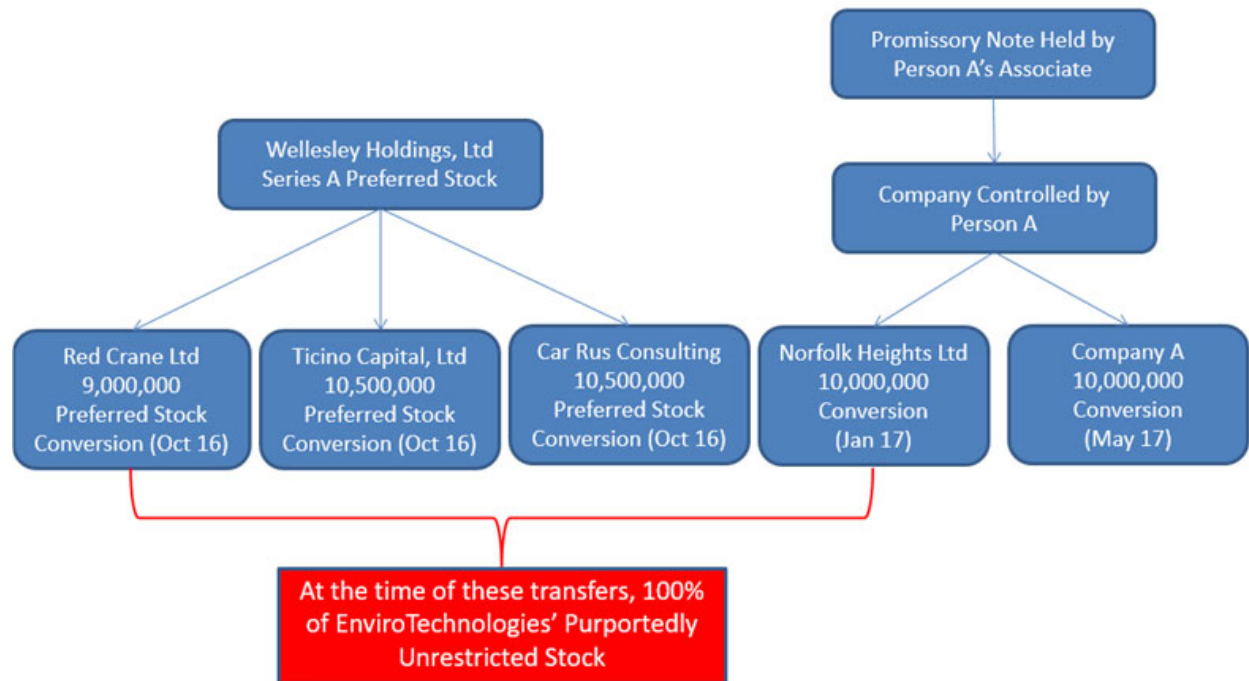 Promissory Note Held by
Person A's Associate
Wellesley Holdings, Ltd
Series A Preferred Stock
Company Controlled by
Person A
Red Crane Ltd
9,000,000
Preferred Stock
Conversion (Oct 16)
Ticino Capital, Ltd
10,500,000
Preferred Stock
Conversion (Oct 16)
Car Rus Consulting
10,500,000
Preferred Stock
Conversion (Oct 16)
Norfolk Heights Ltd
10,000,000
Conversion
(Jan 17)
Company A
10,000,000
Conversion
(May 17)
At the time of these transfers, 100%
of EnviroTechnologies' Purportedly
Unrestricted Stock